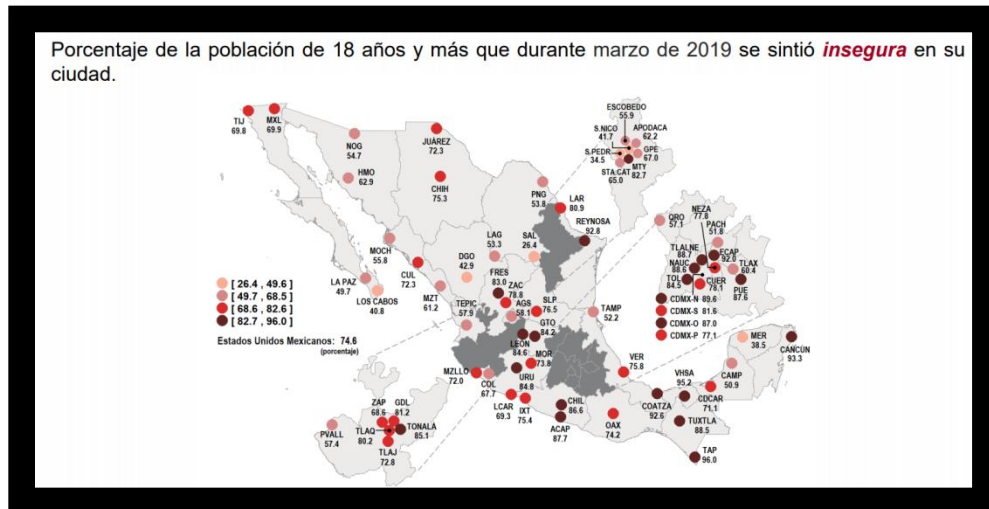 Porcentaje de la población de 18 años y más que durante marzo de 2019 se sintió insegura en su
ciudad.
TIJ
69.8
MXL
69.9
NOG
54.7
HMO
62.9
JUÁREZ
72.3
CHIH
75.3
ESCOBEDO
55.9
S.NICO
41.7
APODACA
62.2
S.PEDR.
34.5
GPE
67.0
MTY
82.7
STA.CAT
65.0
PNG
53.8
LAR
80.9
REYNOSA
92.8
MOCH
55.8
CUL
72.3
LAG
53.3
SAL
26.4
DGO
42.9
LA PAZ
49.7
LOS CABOS
40.8
MZT
61.2
FRES
83.0
ZAC
78.8
AGS
58.1
SLP
76.5
TEPIC
57.9
GTO
84.2
LEÓN
84.6
MOR
73.8
TAMP
52.2
QRO
57.1
NEZA
77.8
PACH
51.8
TLALNE
88.7
ECAP
92.0
NAUC
88.6
TLAX
60.4
TOL
84.5
CUER
78.1
PUE
87.6
CDMX-N 89.6
CDMX-S 81.6
CDMX-O 87.0
CDMX-P 77.1
[ 26.4 , 49.6 ]
[ 49.7 , 68.5 ]
[ 68.6 , 82.6 ]
[ 82.7 , 96.0 ]
Estados Unidos Mexicanos: 74.6
(porcentaje)
MZLLO
72.0
COL
67.7
URU
84.8
LCAR
69.3
IXT
75.4
CHIL
86.6
ACAP
87.7
VER
75.8
OAX
74.2
COATZA
92.6
VHSA
95.2
MER
38.5
CANCÚN
93.3
CAMP
50.9
CDCAR
71.1
TUXTLA
88.5
TAP
96.0
ZAP
68.6
GDL
81.2
TLAQ
80.2
TONALA
85.1
PVALL
57.4
TLAJ
72.8